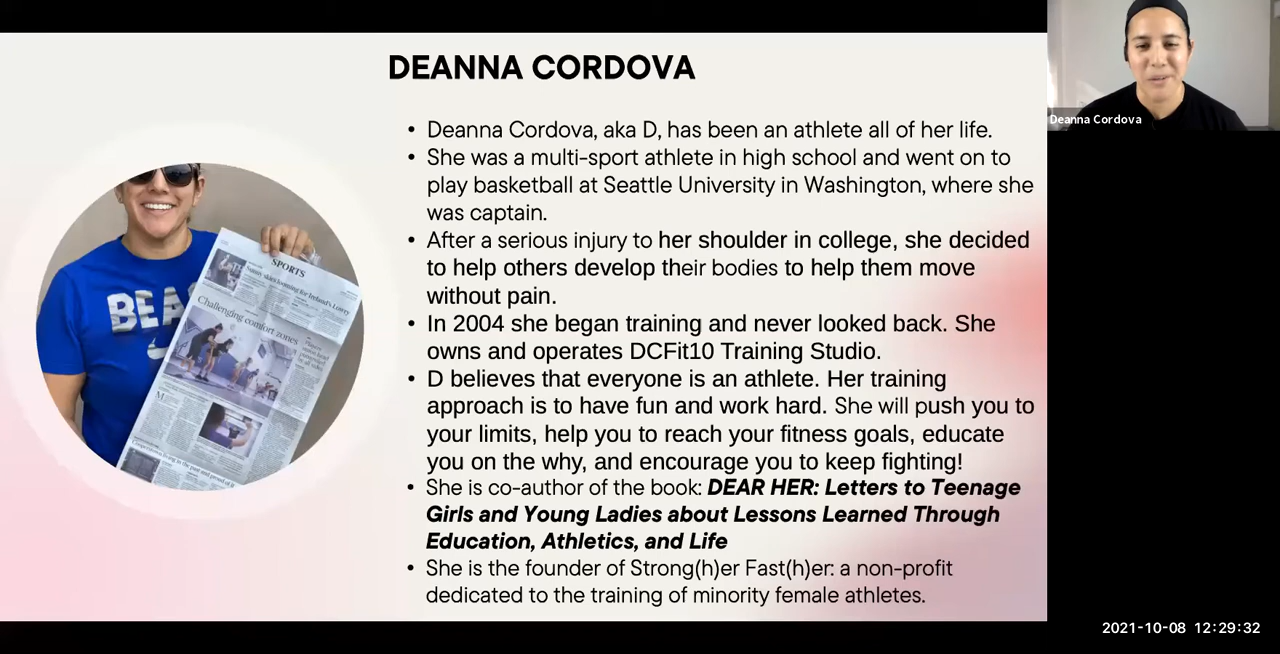 DEANNA CORDOVA
• Deanna Cordova, aka D, has been an athlete all of her life.
• She was a multi-sport athlete in high school and went on to
play basketball at Seattle University in Washington, where she
was captain.
• After a serious injury to her shoulder in college, she decided
to help others develop their bodies to help them move
without pain.
• In 2004 she began training and never looked back. She
owns and operates DCFit10 Training Studio.
• D believes that everyone is an athlete. Her training
approach is to have fun and work hard. She will push you to
your limits, help you to reach your fitness goals, educate
you on the why, and encourage you to keep fighting!
• She is co-author of the book: DEAR HER: Letters to Teenage
Girls and Young Ladies about Lessons Learned Through
Education, Athletics, and Life
• She is the founder of Strong(h)er Fast(h)er: a non-profit
dedicated to the training of minority female athletes.
BEA
SPORTS
Sunny skies looming for Ireland's Lowry
Challenging comfort zones
Deanna Cordova
2021-10-08 12:29:32